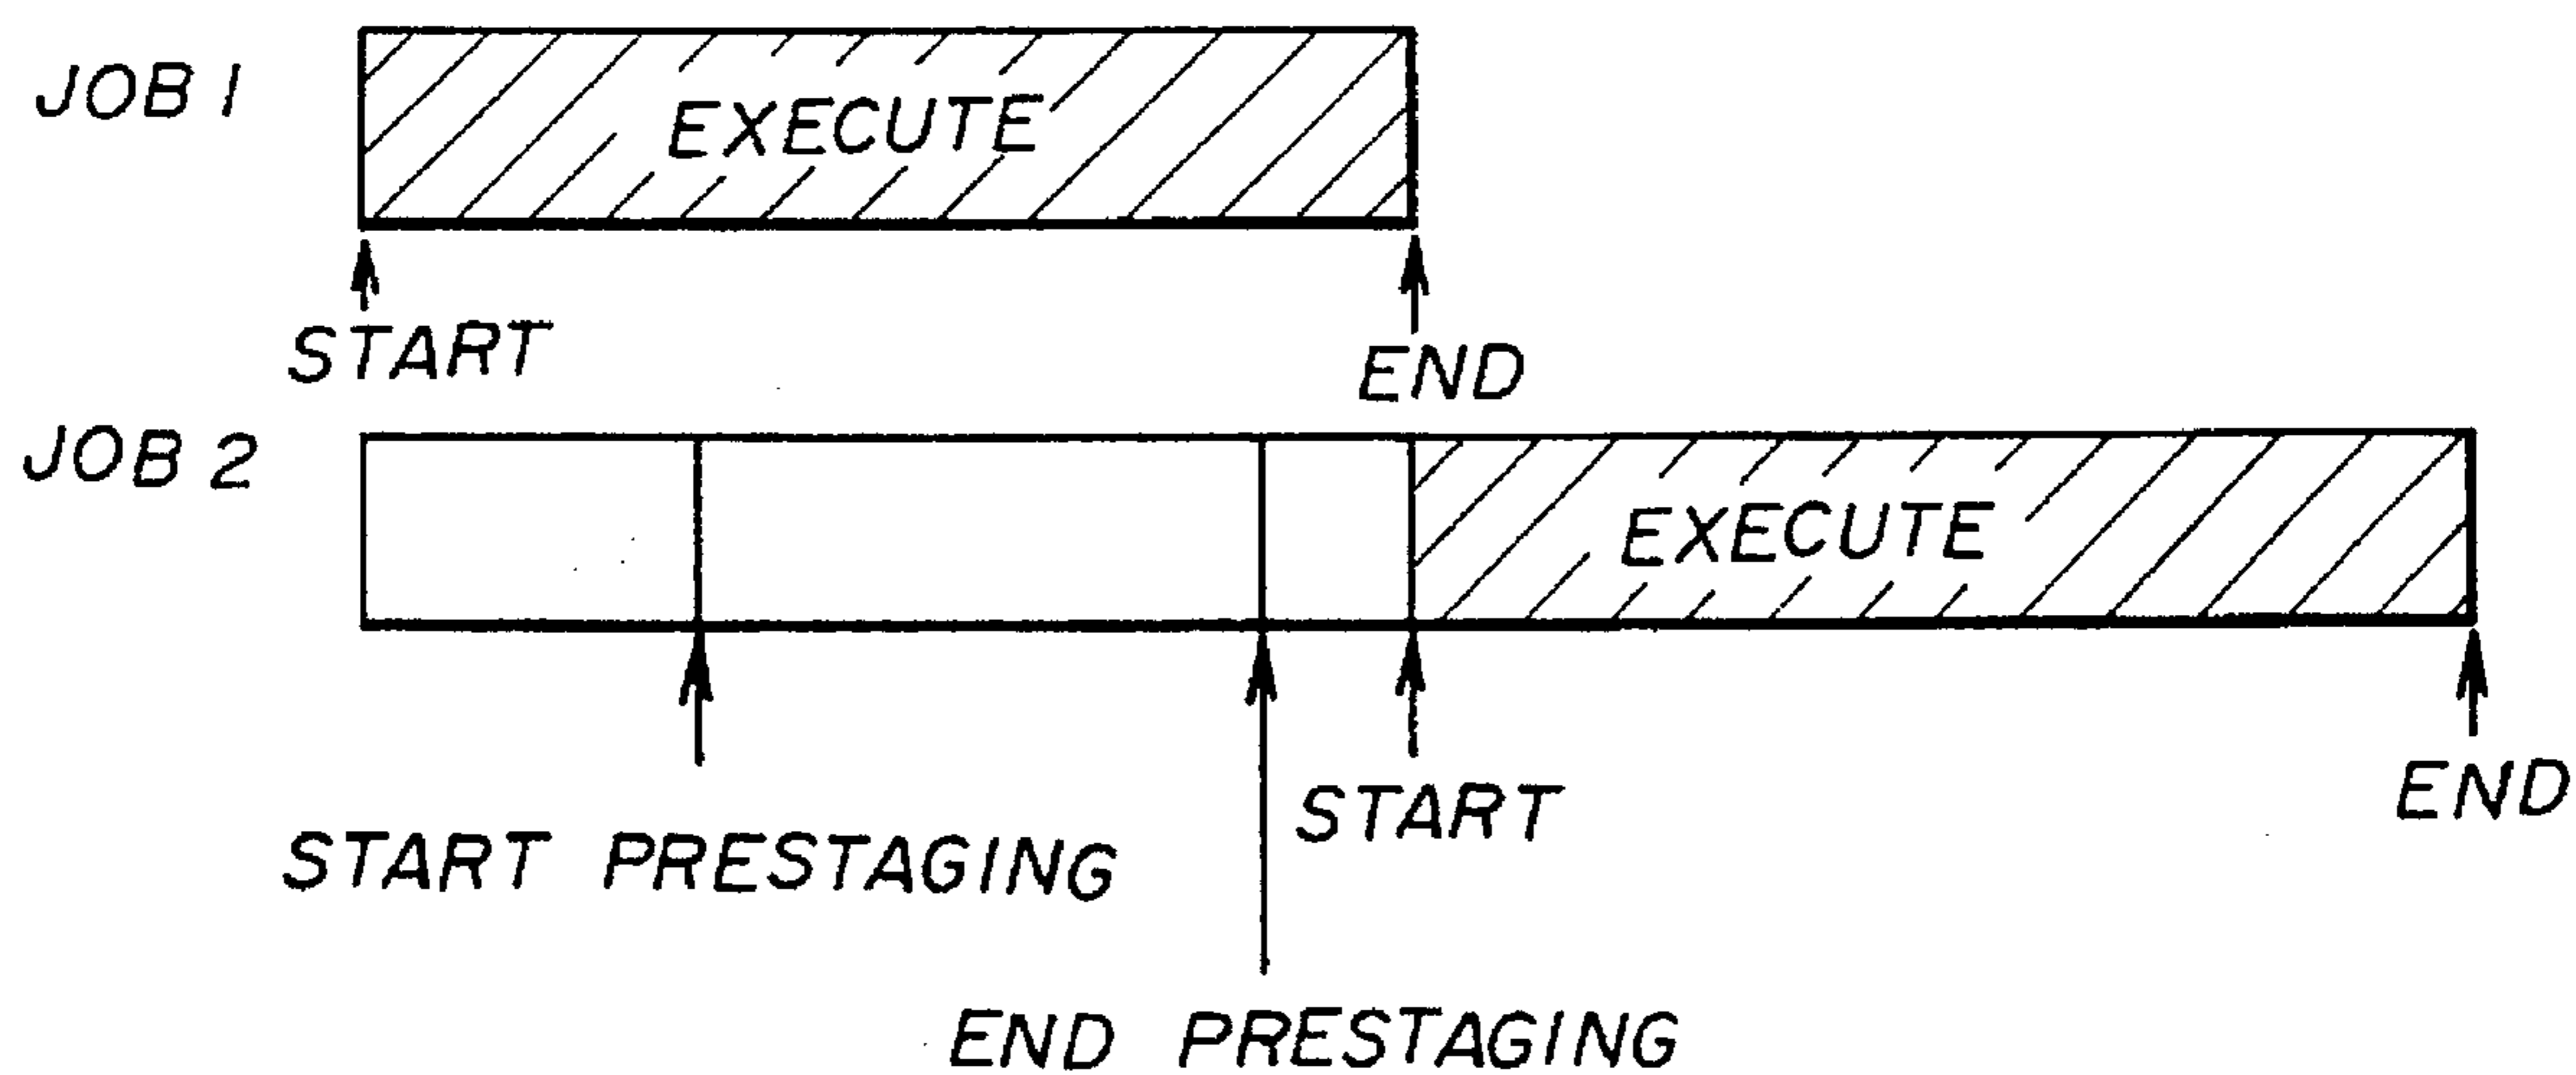 JOB 1
EXECUTE
START
END
JOB 2
EXECUTE
START PRESTAGING
START
END
END PRESTAGING